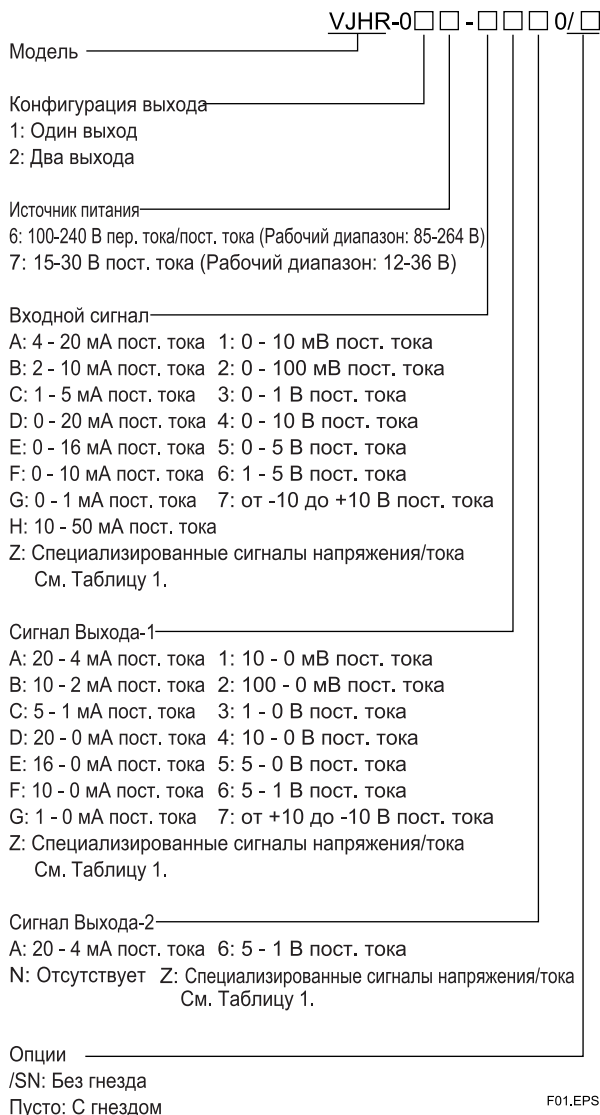 VJHR-0□□-□□□0/□
Модель
Конфигурация выхода
1: Один выход
2: Два выхода
Источник питания
6: 100-240 В пер. тока/пост. тока (Рабочий диапазон: 85-264 В)
7: 15-30 В пост. тока (Рабочий диапазон: 12-36 В)
Входной сигнал
A: 4 - 20 мА пост. тока 1: 0 - 10 мВ пост. тока
B: 2 - 10 мА пост. тока 2: 0 - 100 мВ пост. тока
C: 1 - 5 мА пост. тока 3: 0 - 1 В пост. тока
D: 0 - 20 мА пост. тока 4: 0 - 10 В пост. тока
E: 0 - 16 мА пост. тока 5: 0 - 5 В пост. тока
F: 0 - 10 мА пост. тока 6: 1 - 5 В пост. тока
G: 0 - 1 мА пост. тока 7: от -10 до +10 В пост. тока
H: 10 - 50 мА пост. тока
Z: Специализированные сигналы напряжения/тока
См. Таблицу 1.
Сигнал Выхода-1
A: 20 - 4 мА пост. тока 1: 10 - 0 мВ пост. тока
B: 10 - 2 мА пост. тока 2: 100 - 0 мВ пост. тока
C: 5 - 1 мА пост. тока 3: 1 - 0 В пост. тока
D: 20 - 0 мА пост. тока 4: 10 - 0 В пост. тока
E: 16 - 0 мА пост. тока 5: 5 - 0 В пост. тока
F: 10 - 0 мА пост. тока 6: 5 - 1 В пост. тока
G: 1 - 0 мА пост. тока 7: от +10 до -10 В пост. тока
Z: Специализированные сигналы напряжения/тока
См. Таблицу 1.
Сигнал Выхода-2
A: 20 - 4 мА пост. тока 6: 5 - 1 В пост. тока
N: Отсутствует Z: Специализированные сигналы напряжения/тока
См. Таблицу 1.
Опции
/SN: Без гнезда
Пусто: С гнездом
F01.EPS